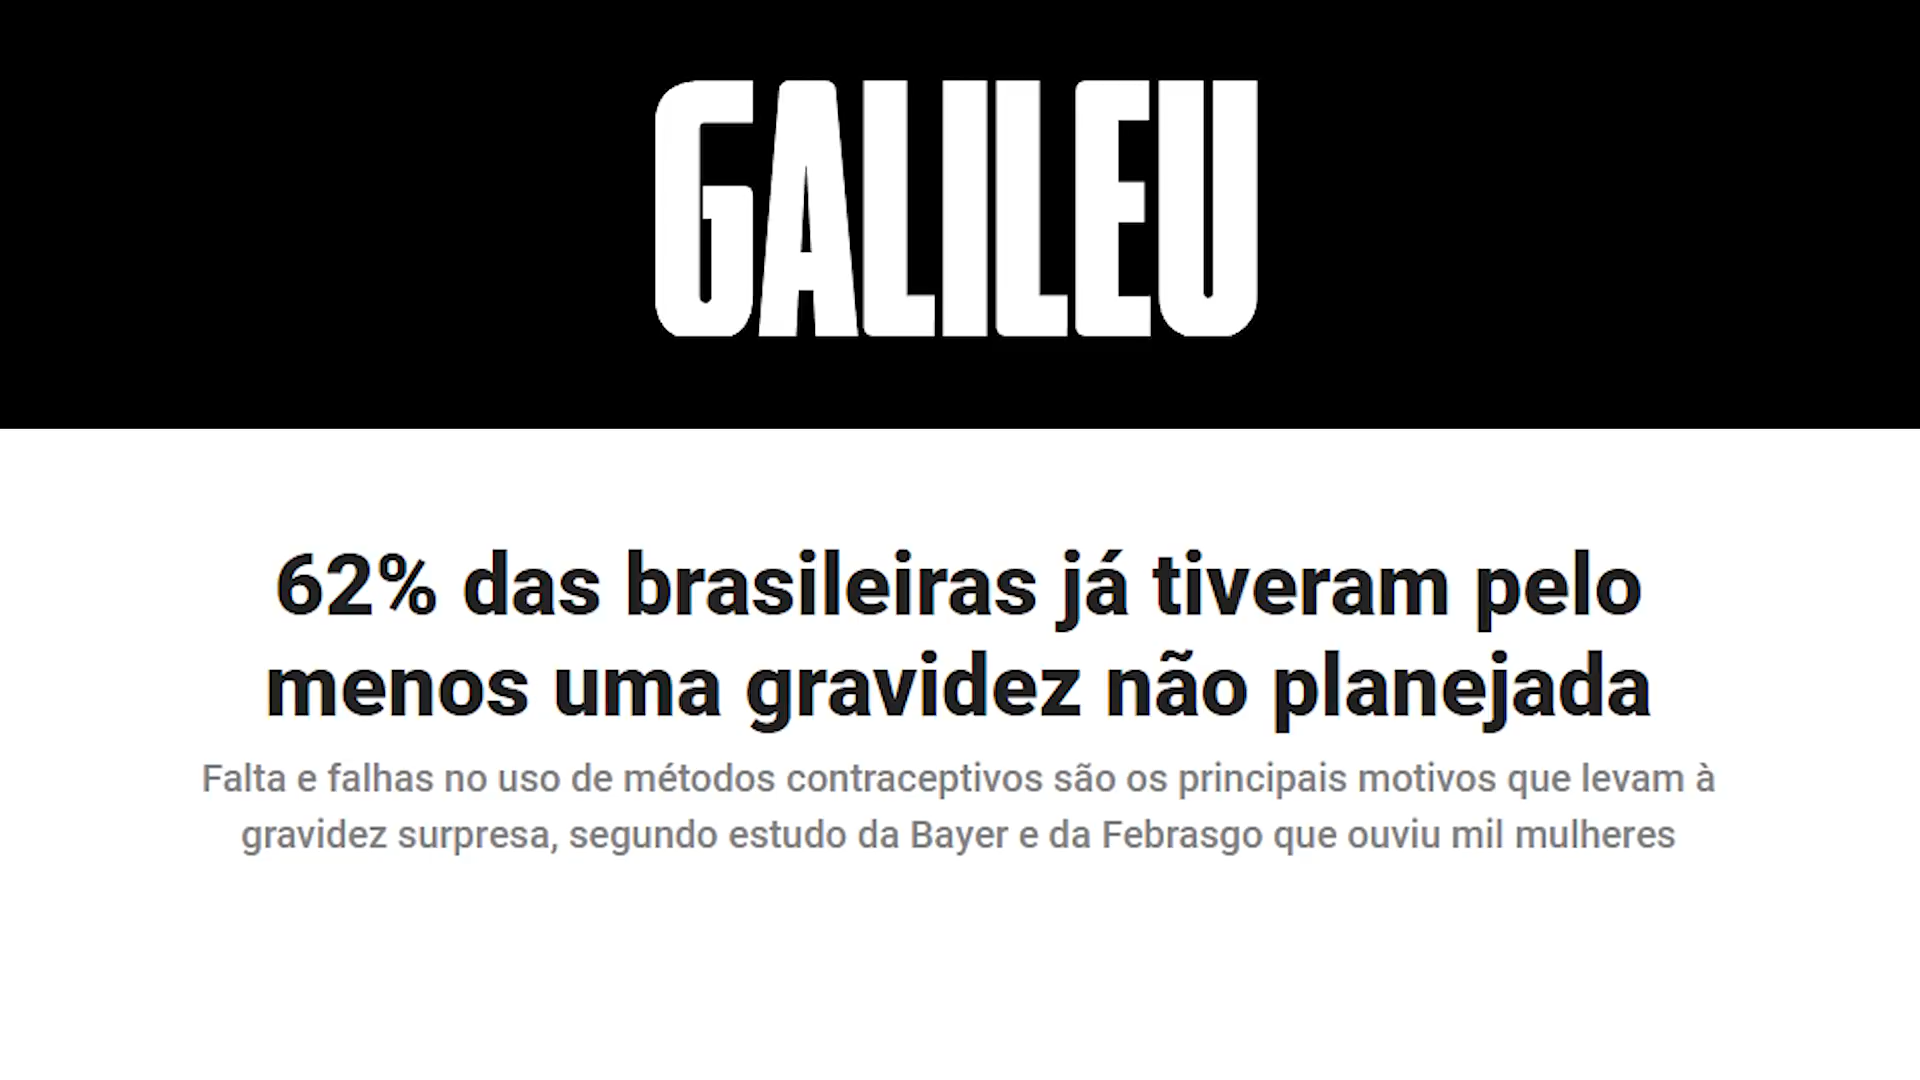 GALILEU
62% das brasileiras já tiveram pelo
menos uma gravidez não planejada
Falta e falhas no uso de métodos contraceptivos são os principais motivos que levam à
gravidez surpresa, segundo estudo da Bayer e da Febrasgo que ouviu mil mulheres